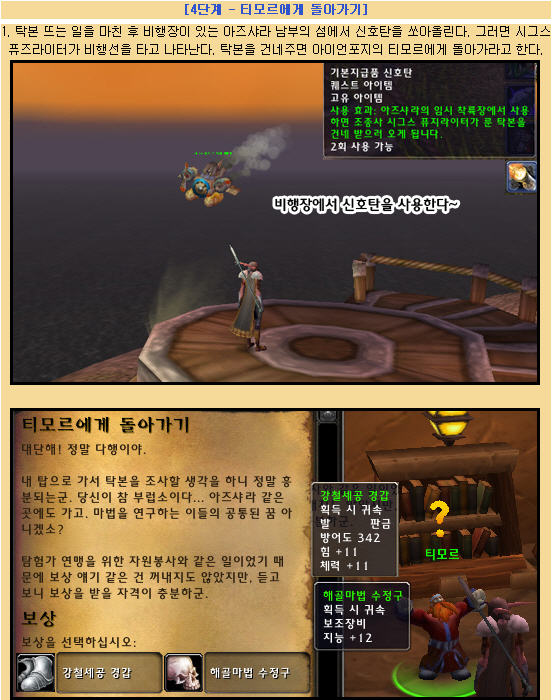 [4단계 - 티모르에게 돌아가기]
1. 탁본 뜨는 일을 마친 후 비행장이 있는 아즈샤라 남부의 섬에서 신호탄을 쏘아올린다. 그러면 시그스
퓨즈라이터가 비행선을 타고 나타난다. 탁본을 건네주면 아이언포지의 티모르에게 돌아가라고 한다.
기본지급품 신호탄
퀘스트 아이템
고유 아이템
사용 효과: 아즈샤라의 임시 착륙장에서 사용
하면 조종사 시그스 퓨지라이터가 룬 탁본을
건네 받으러 오게 됩니다.
2회 사용 가능
비행장에서 신호탄을 사용한다~
티모르에게 돌아가기
대단해! 정말 다행이야.
내 탑으로 가서 탁본을 조사할 생각을 하니 정말 흥
분되는군. 당신이 참 부럽소이다... 아즈샤라 같은
곳에도 가고. 마법을 연구하는 이들의 공통된 꿈 아
니겠소?
탐험가 연맹을 위한 자원봉사와 같은 일이었기 때
문에 보상 얘기 같은 건 꺼내지도 않았지만, 듣고
보니 보상을 받을 자격이 충분하군.
보상
보상을 선택하십시오:
강철세공 경갑
해골마법 수정구
강철세공 경갑
획득 시 귀속
발 판금
방어도 342
힘 +11
체력 +11
해골마법 수정구
획득 시 귀속
보조장비
지능 +12
티모르